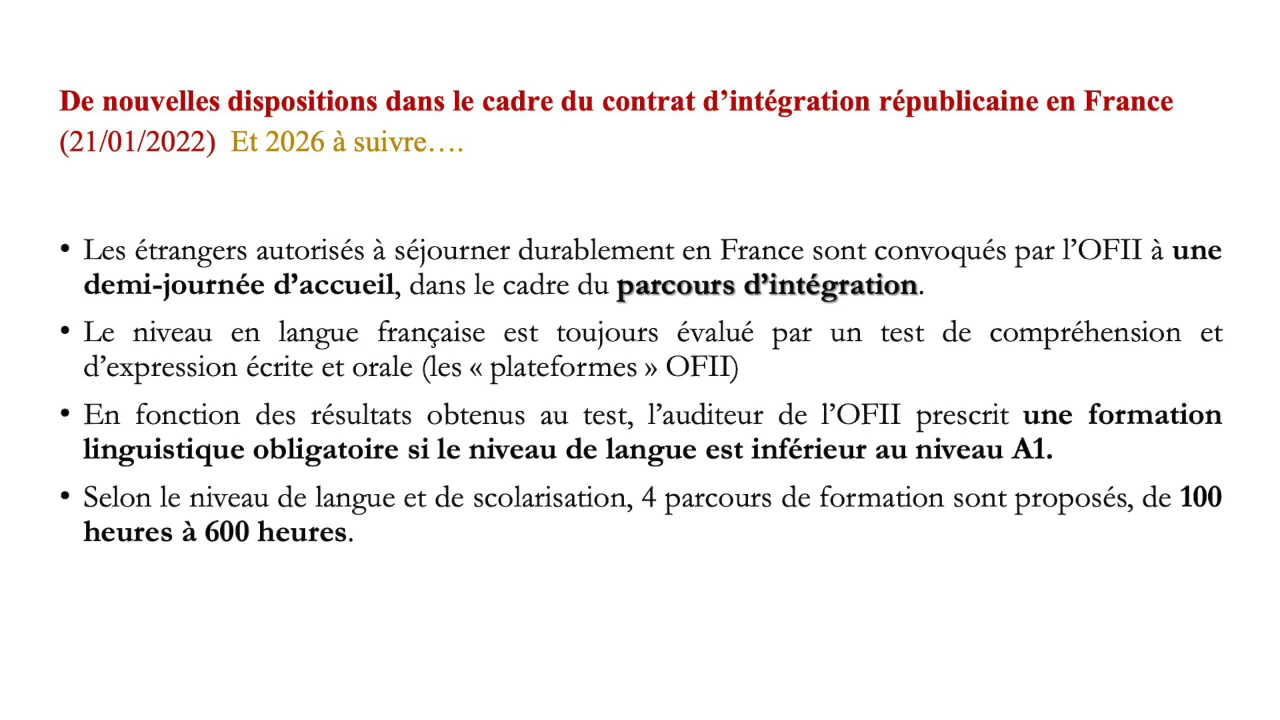 De nouvelles dispositions dans le cadre du contrat d’intégration républicaine en France
(21/01/2022) Et 2026 à suivre….
• Les étrangers autorisés à séjourner durablement en France sont convoqués par l’OFII à une
demi-journée d’accueil, dans le cadre du parcours d’intégration.
• Le niveau en langue française est toujours évalué par un test de compréhension et
d’expression écrite et orale (les « plateformes » OFII)
• En fonction des résultats obtenus au test, l’auditeur de l’OFII prescrit une formation
linguistique obligatoire si le niveau de langue est inférieur au niveau A1.
• Selon le niveau de langue et de scolarisation, 4 parcours de formation sont proposés, de 100
heures à 600 heures.